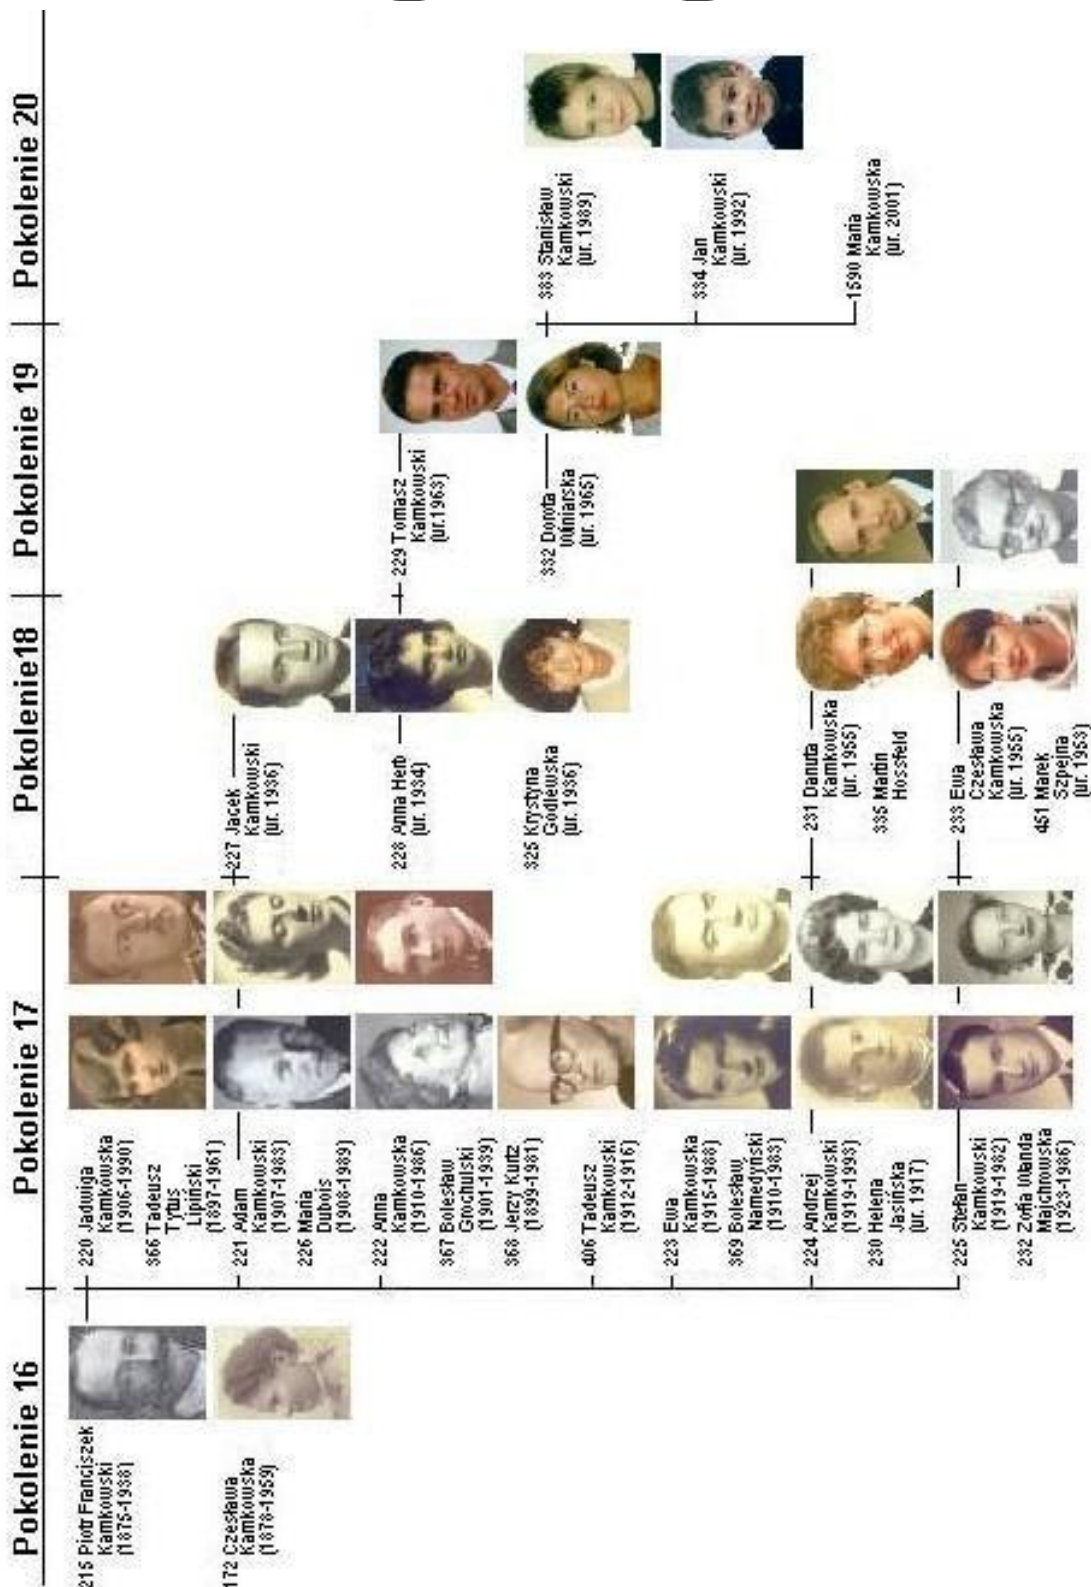 Pokolenie 16
Pokolenie 17
Pokolenie18
Pokolenie 19
Pokolenie 20
215 Piotr Franciszek
Kamkowski
(1875-1938)
172 Czesława
Kamkowska
(1878-1959)
220 Jadwiga
Kamkowska
(1906-1990)
366 Tadeusz
Tytus
Lipiński
(1897-1961)
221 Adam
Kamkowski
(1907-1983)
226 Maria
Dubois
(1908-1989)
222 Anna
Kamkowska
(1910-1986)
367 Bolesław
Grochulski
(1901-1939)
368 Jerzy Kurtz
(1899-1981)
406 Tadeusz
Kamkowski
(1912-1916)
223 Ewa
Kamkowska
(1915-1988)
369 Bolesław
Namedyński
(1910-1983)
224 Andrzej
Kamkowski
(1919-1993)
230 Helena
Jasińska
(ur. 1917)
225 Stefan
Kamkowski
(1919-1982)
232 Zofia Wanda
Majchrowska
(1923-1986)
227 Jacek
Kamkowski
(ur. 1936)
228 Anna Herb
(ur. 1934)
325 Krystyna
Godlewska
(ur. 1936)
231 Danuta
Kamkowska
(ur. 1955)
335 Martin
Hossfeld
233 Ewa
Czesława
Kamkowska
(ur. 1955)
451 Marek
Szpejna
(ur. 1953)
229 Tomasz
Kamkowski
(ur.1963)
332 Dorota
Winiarska
(ur. 1965)
333 Stanisław
Kamkowski
(ur. 1989)
334 Jan
Kamkowski
(ur. 1992)
1590 Maria
Kamkowska
(ur. 2001)